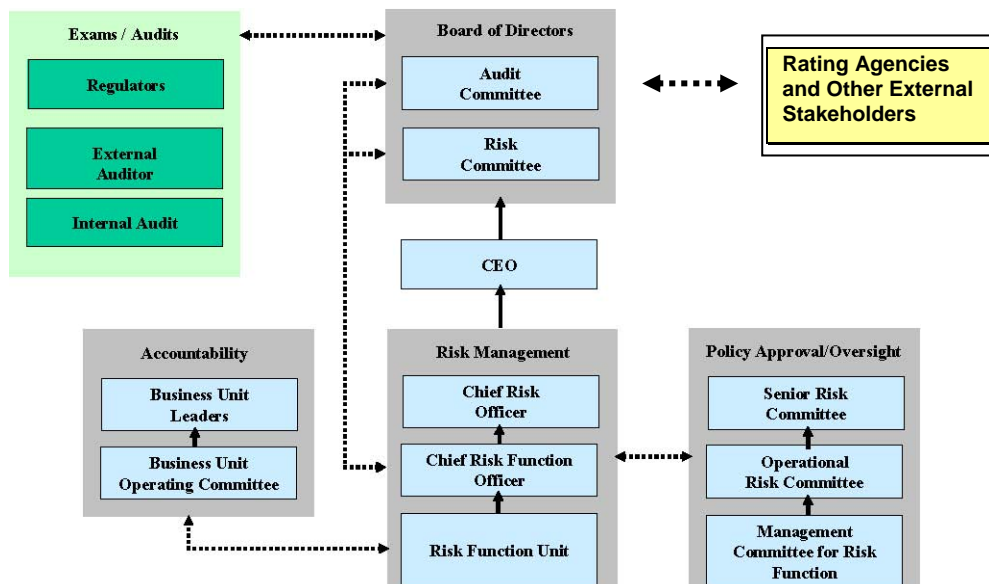 Exams / Audits
Regulators
External
Auditor
Internal Audit
Board of Directors
Audit
Committee
Risk
Committee
Rating Agencies
and Other External
Stakeholders
CEO
Accountability
Business Unit
Leaders
Business Unit
Operating Committee
Risk Management
Chief Risk
Officer
Chief Risk Function
Officer
Risk Function Unit
Policy Approval/Oversight
Senior Risk
Committee
Operational
Risk Committee
Management
Committee for Risk
Function